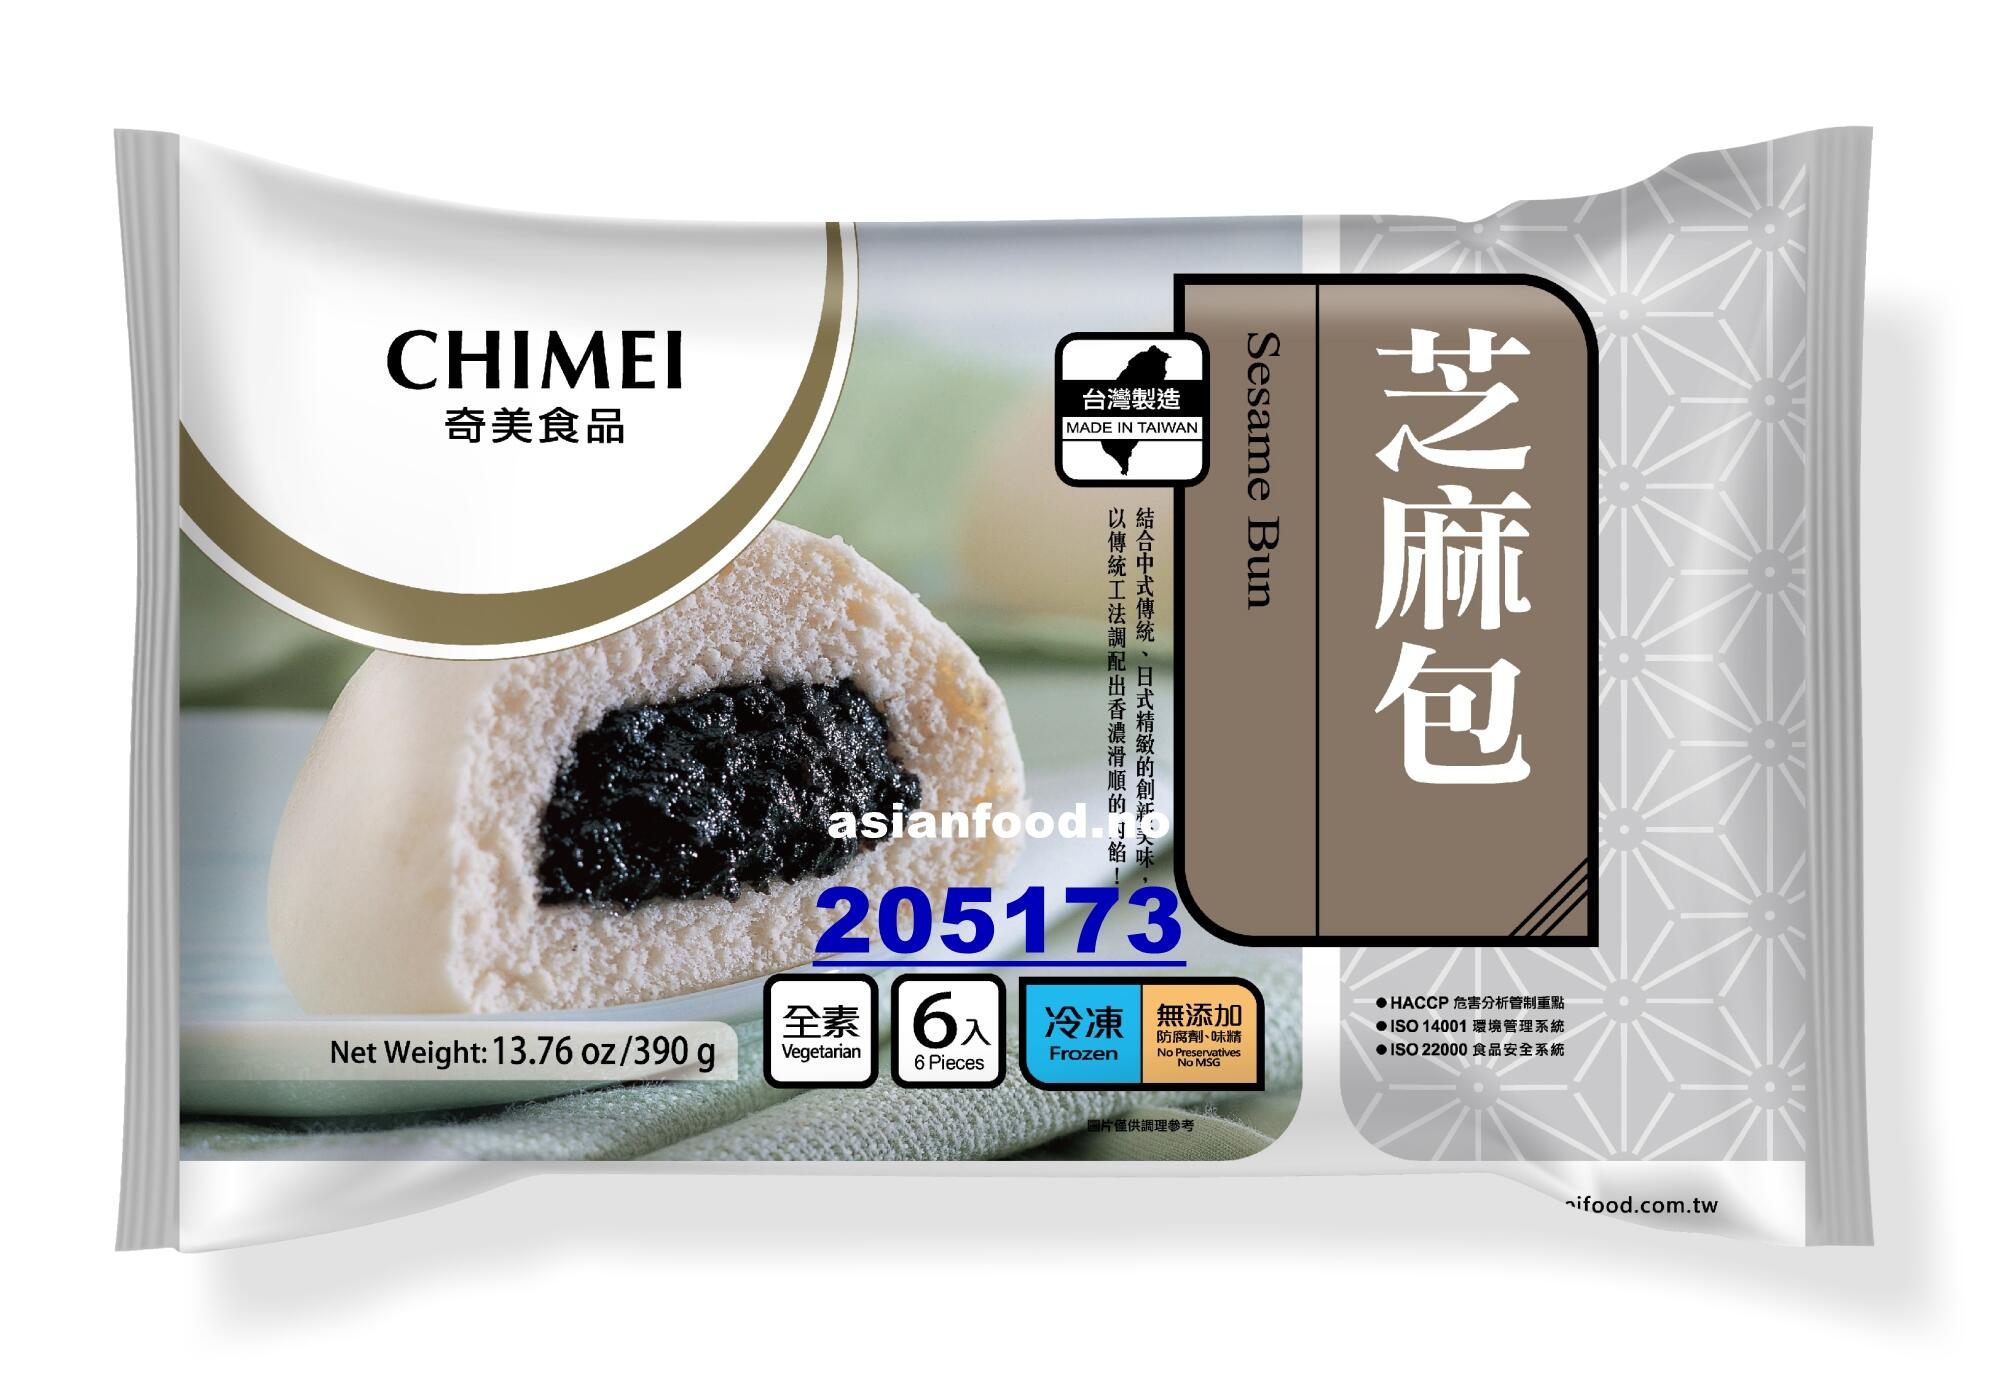 CHIMEI
奇美食品
台灣製造
MADE IN TAIWAN
Sesame Bun
芝麻包
結合中式傳統、日式精緻的創新美味，
以傳統工法調配出香濃滑順的內餡！
asianfood.no
205173
Net Weight: 13.76 oz/390 g
全素
Vegetarian
6入
6 Pieces
冷凍
Frozen
無添加
防腐劑、味精
No Preservatives
No MSG
●HACCP 危害分析管制重點
●ISO 14001 環境管理系統
●ISO 22000 食品安全系統
圖片僅供調理參考
ifood.com.tw